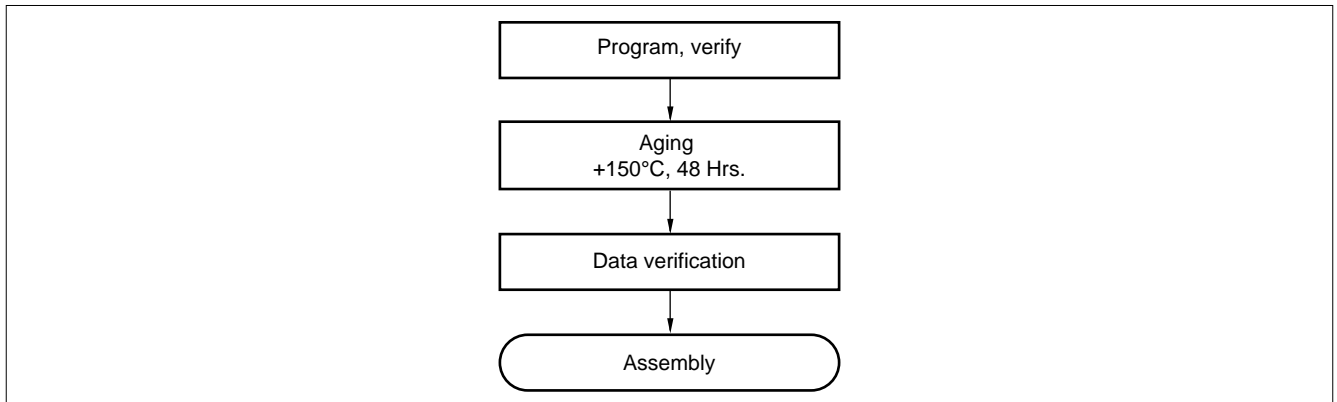 Program, verify
Aging
+150°C, 48 Hrs.
Data verification
Assembly